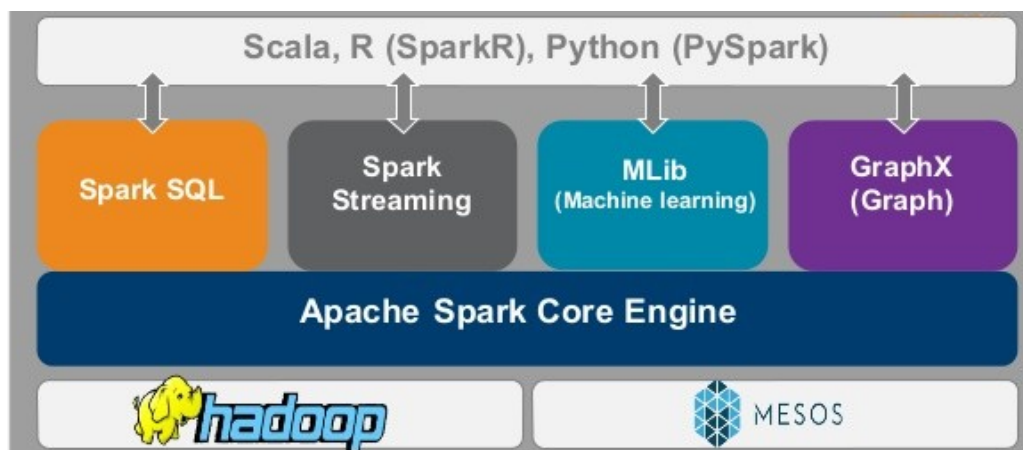 Scala, R (SparkR), Python (PySpark)
Spark SQL
Spark
Streaming
MLib
(Machine learning)
GraphX
(Graph)
Apache Spark Core Engine
hadoop
MESOS